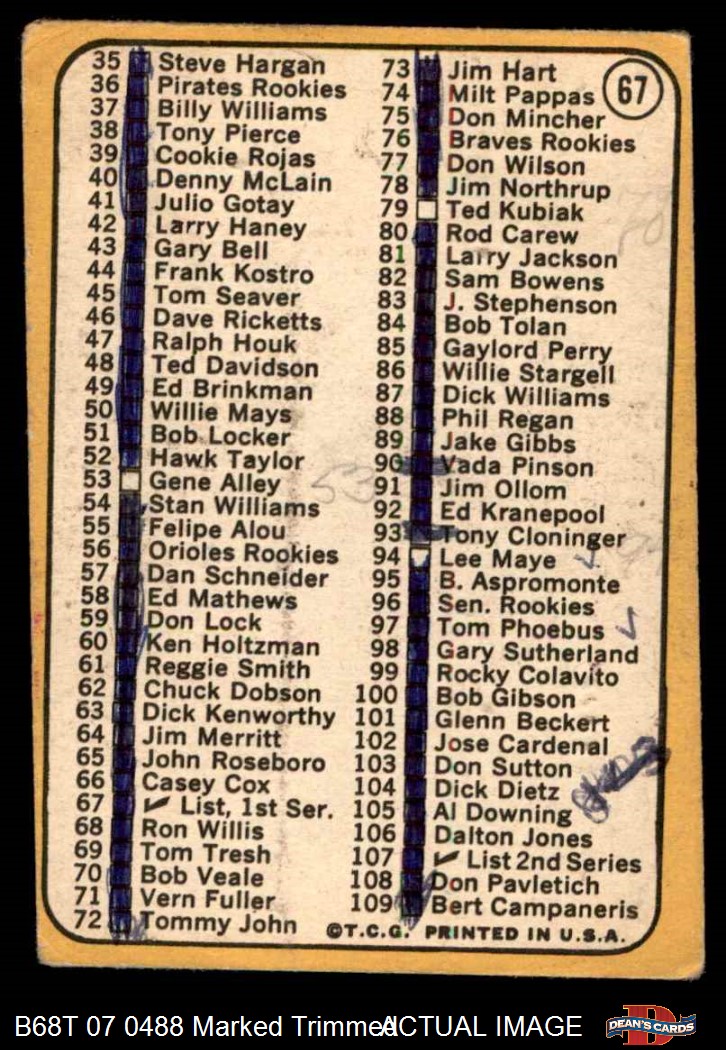 35 Steve Hargan
36 Pirates Rookies
37 Billy Williams
38 Tony Pierce
39 Cookie Rojas
40 Denny McLain
41 Julio Gotay
42 Larry Haney
43 Gary Bell
44 Frank Kostro
45 Tom Seaver
46 Dave Ricketts
47 Ralph Houk
48 Ted Davidson
49 Ed Brinkman
50 Willie Mays
51 Bob Locker
52 Hawk Taylor
53 Gene Alley
54 Stan Williams
55 Felipe Alou
56 Orioles Rookies
57 Dan Schneider
58 Ed Mathews
59 Don Lock
60 Ken Holtzman
61 Reggie Smith
62 Chuck Dobson
63 Dick Kenworthy
64 Jim Merritt
65 John Roseboro
66 Casey Cox
67 ✓ List, 1st Ser.
68 Ron Willis
69 Tom Tresh
70 Bob Veale
71 Vern Fuller
72 Tommy John
53
67
73 Jim Hart
74 Milt Pappas
75 Don Mincher
76 Braves Rookies
77 Don Wilson
78 Jim Northrup
79 Ted Kubiak
80 Rod Carew
81 Larry Jackson
82 Sam Bowens
83 J. Stephenson
84 Bob Tolan
85 Gaylord Perry
86 Willie Stargell
87 Dick Williams
88 Phil Regan
89 Jake Gibbs
90 Vada Pinson
91 Jim Ollom
92 Ed Kranepool
93 Tony Cloninger
94 Lee Maye
95 B. Aspromonte
96 Sen. Rookies
97 Tom Phoebus
98 Gary Sutherland
99 Rocky Colavito
100 Bob Gibson
101 Glenn Beckert
102 Jose Cardenal
103 Don Sutton
104 Dick Dietz
105 Al Downing
106 Dalton Jones
107 ✓ List 2nd Series
108 Don Pavletich
109 Bert Campaneris
©T.C.G. PRINTED IN U.S.A.
B68T 07 0488 Marked Trimmed ACTUAL IMAGE
DEAN'S CARDS